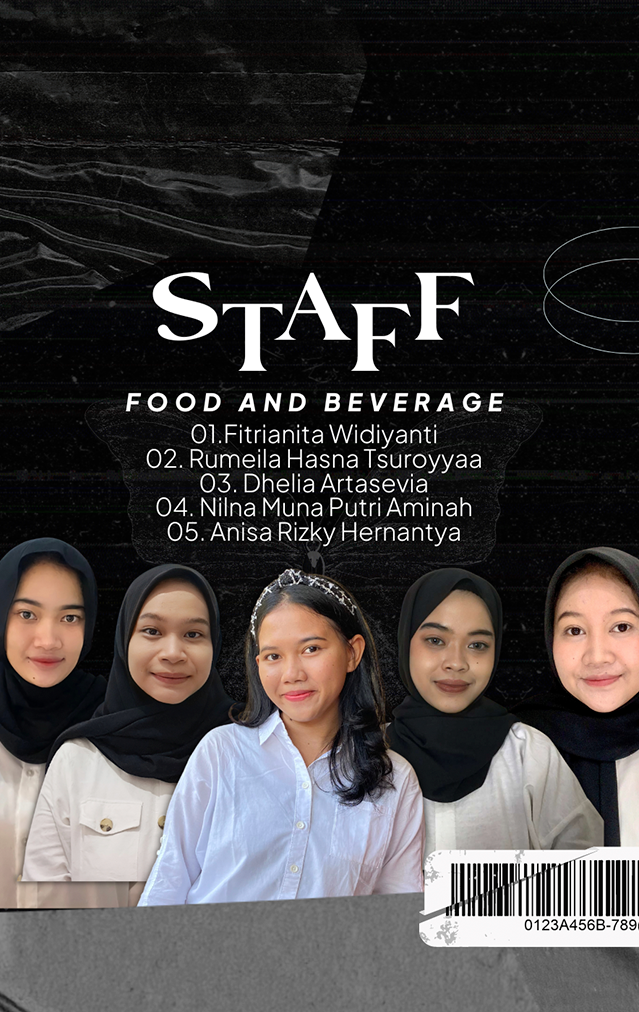 STAFF
FOOD AND BEVERAGE
01.Fitrianita Widiyanti
02. Rumeila Hasna Tsuroyyaa
03. Dhelia Artasevia
04. Nilna Muna Putri Aminah
05. Anisa Rizky Hernantya
0123A456B-789